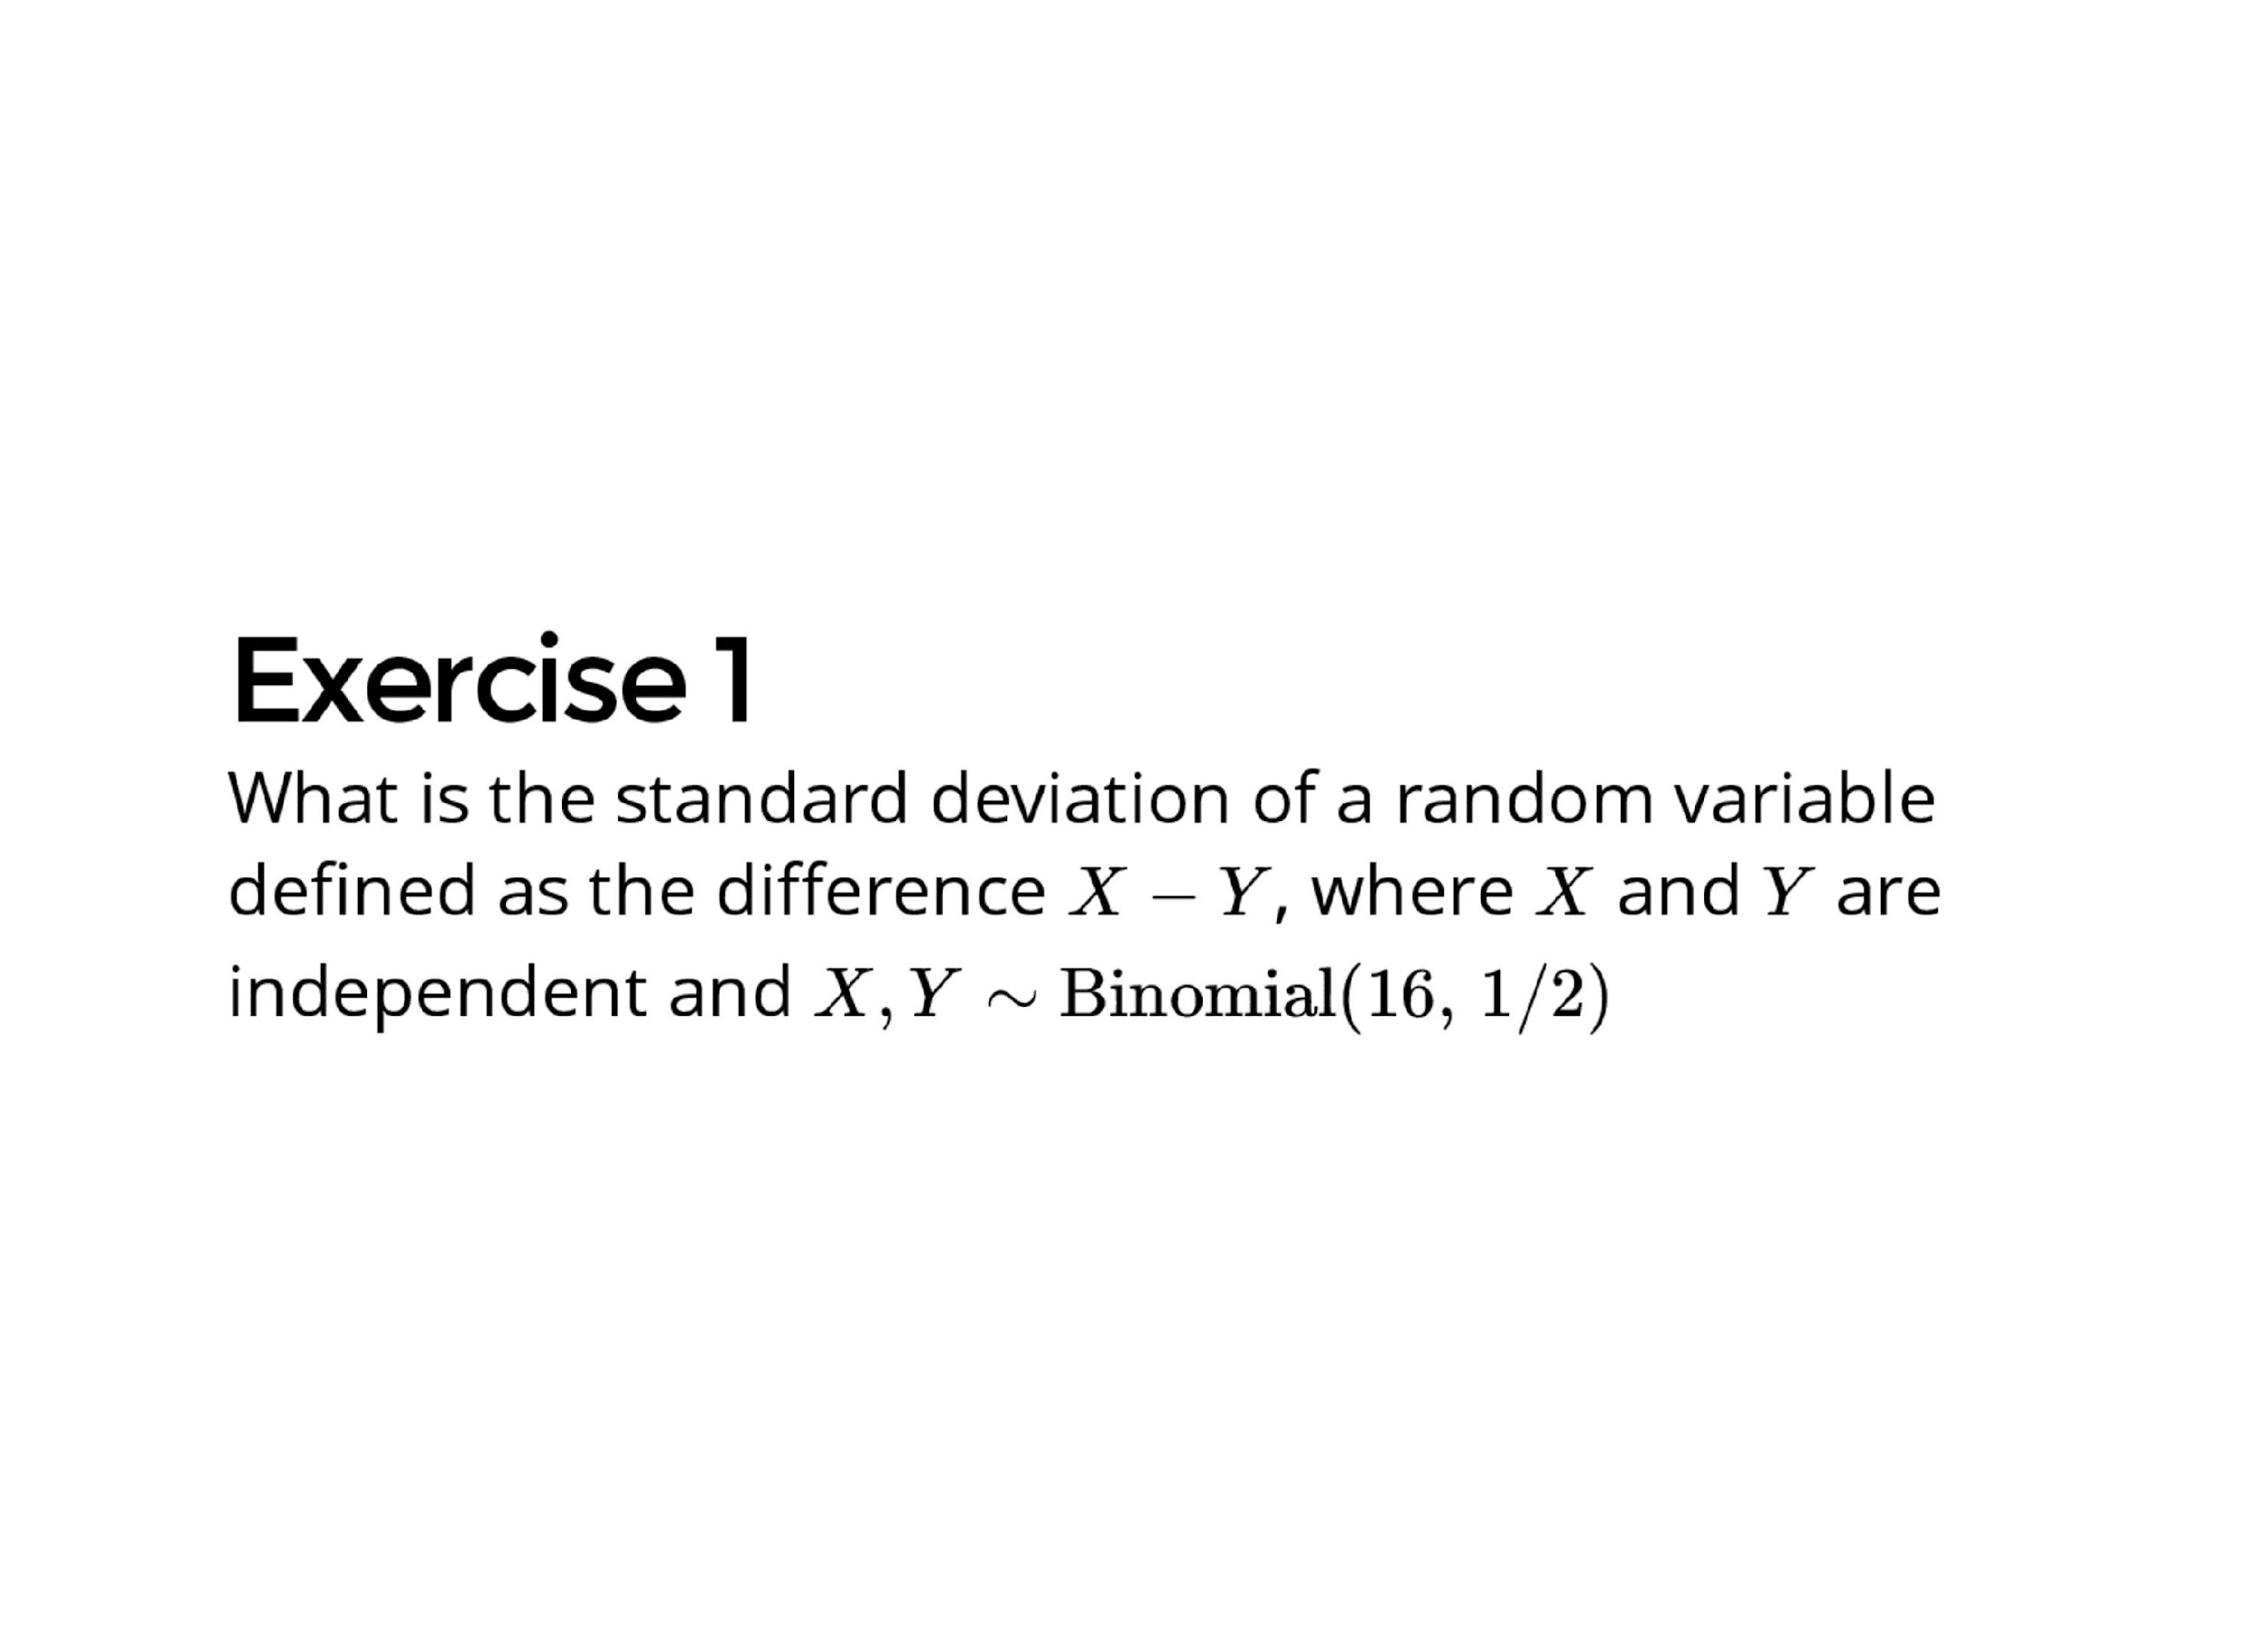 Exercise 1
What is the standard deviation of a random variable
defined as the difference X − Y, where X and Y are
independent and X, Y ∼ Binomial(16, 1/2)